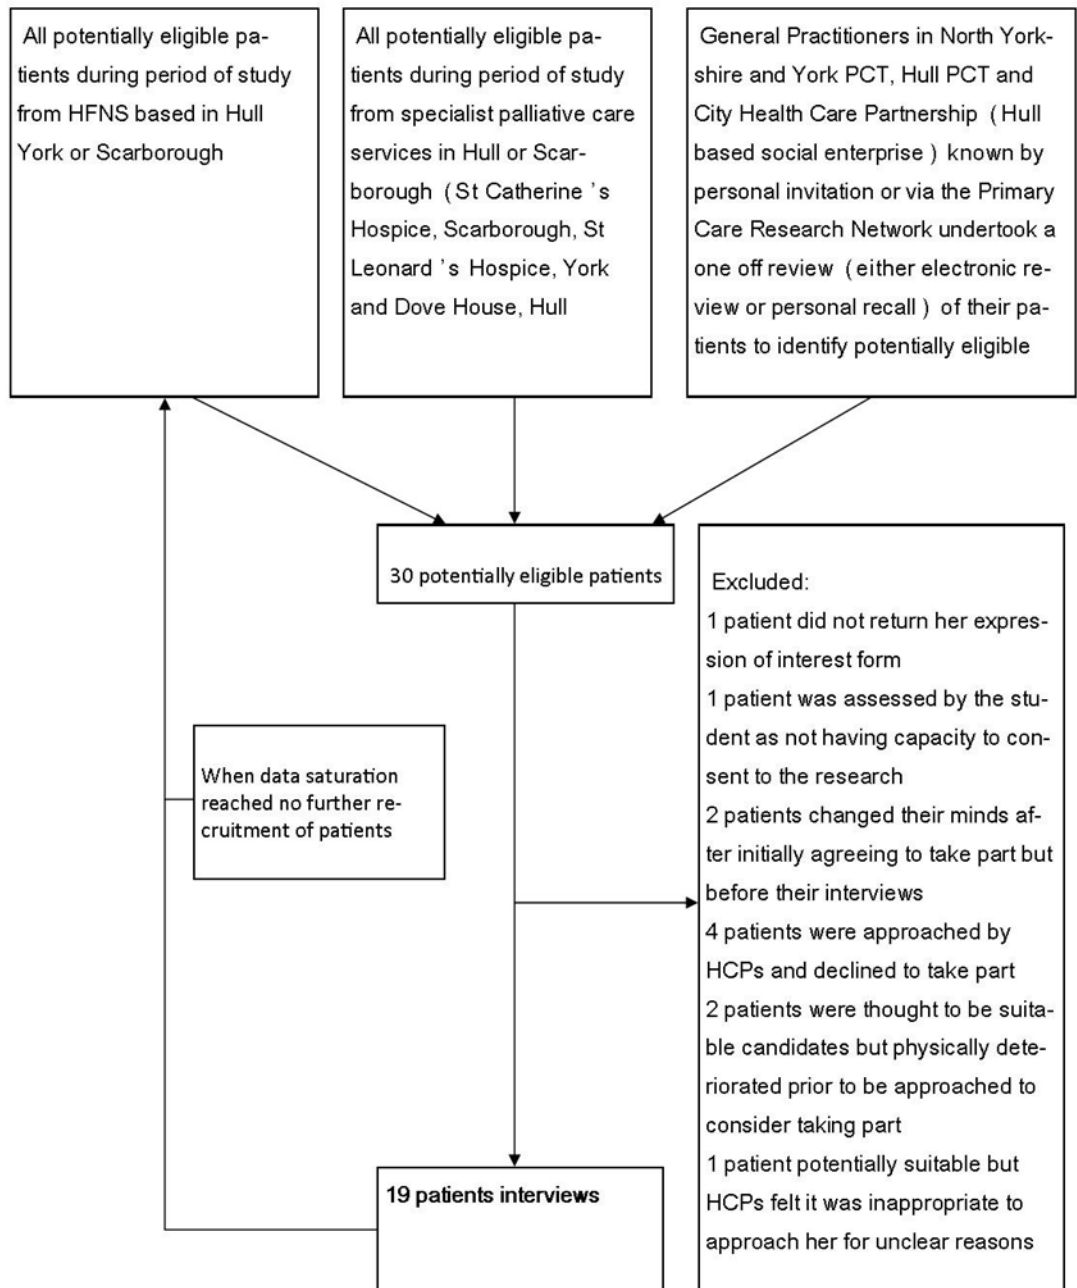 All potentially eligible pa-
tients during period of study
from HFNS based in Hull
York or Scarborough
All potentially eligible pa-
tients during period of study
from specialist palliative care
services in Hull or Scar-
borough (St Catherine ’s
Hospice, Scarborough, St
Leonard ’s Hospice, York
and Dove House, Hull
General Practitioners in North York-
shire and York PCT, Hull PCT and
City Health Care Partnership (Hull
based social enterprise) known by
personal invitation or via the Primary
Care Research Network undertook a
one off review (either electronic re-
view or personal recall) of their pa-
tients to identify potentially eligible
30 potentially eligible patients
Excluded:
1 patient did not return her expres-
sion of interest form
1 patient was assessed by the stu-
dent as not having capacity to con-
sent to the research
2 patients changed their minds af-
ter initially agreeing to take part but
before their interviews
4 patients were approached by
HCPs and declined to take part
2 patients were thought to be suita-
ble candidates but physically dete-
riorated prior to be approached to
consider taking part
1 patient potentially suitable but
HCPs felt it was inappropriate to
approach her for unclear reasons
When data saturation
reached no further re-
cruitment of patients
19 patients interviews